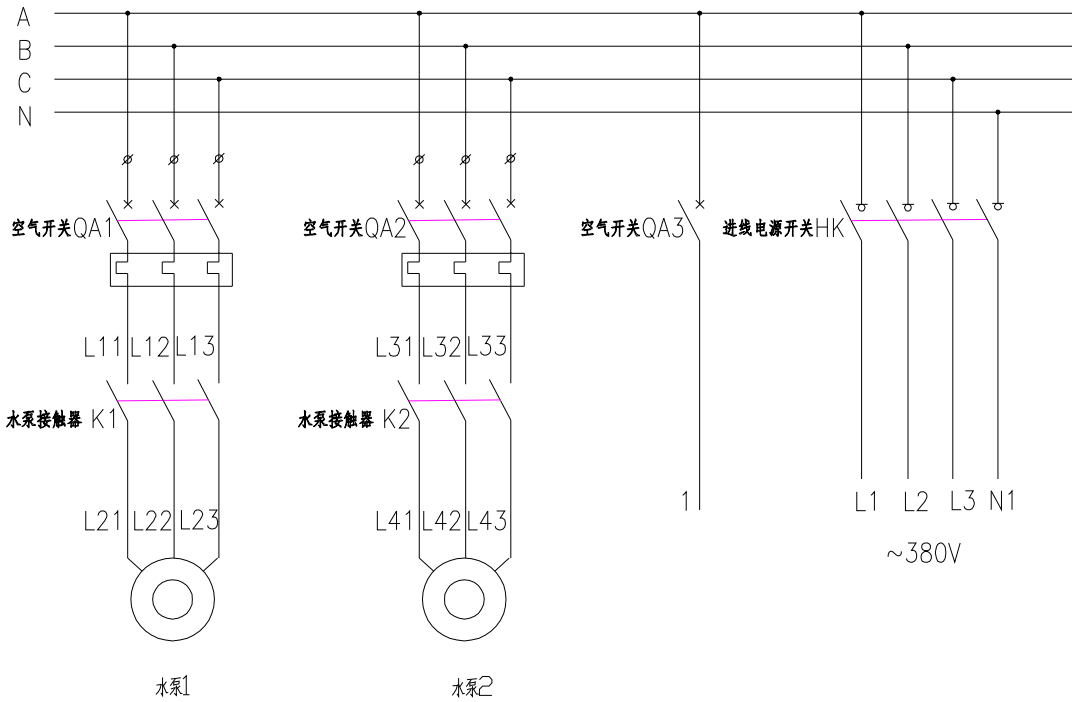 A
B
C
N
空气开关QA1
空气开关QA2
空气开关QA3
进线电源开关HK
L11 L12 L13
L31 L32 L33
水泵接触器 K1
水泵接触器 K2
1
L1 L2 L3 N1
L21 L22 L23
L41 L42 L43
~380V
水泵1
水泵2